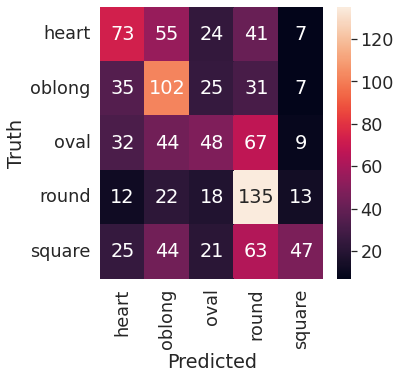 heart 73 55 24 41 7
oblong 35 102 25 31 7
oval 32 44 48 67 9
round 12 22 18 135 13
square 25 44 21 63 47
heart oblong oval round square
Predicted
Truth
120
100
80
60
40
20